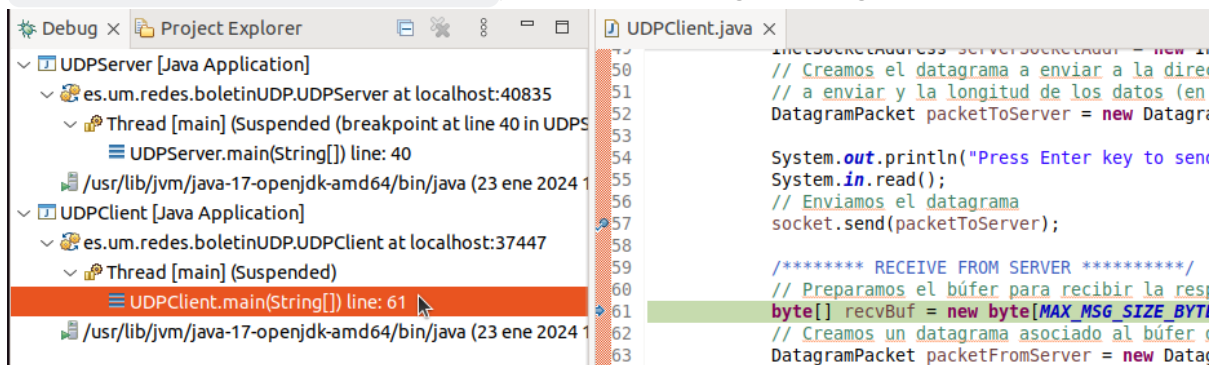 Debug × Project Explorer
UDPServer [Java Application]
es.um.redes.boletinUDP.UDPServer at localhost:40835
Thread [main] (Suspended (breakpoint at line 40 in UDPS
UDPServer.main(String[]) line: 40
/usr/lib/jvm/java-17-openjdk-amd64/bin/java (23 ene 2024 1
UDPClient [Java Application]
es.um.redes.boletinUDP.UDPClient at localhost:37447
Thread [main] (Suspended)
UDPClient.main(String[]) line: 61
/usr/lib/jvm/java-17-openjdk-amd64/bin/java (23 ene 2024 1
UDPClient.java ×
49 InetSocketAddress serverSocketAddr = new In
50 // Creamos el datagrama a enviar a la direc
51 // a enviar y la longitud de los datos (en
52 DatagramPacket packetToServer = new Datagra
53
54 System.out.println("Press Enter key to send
55 System.in.read();
56 // Enviamos el datagrama
57 socket.send(packetToServer);
58
59 /******** RECEIVE FROM SERVER **********/
60 // Preparamos el búfer para recibir la resp
61 byte[] recvBuf = new byte[MAX_MSG_SIZE_BYTE
62 // Creamos un datagrama asociado al búfer
63 DatagramPacket packetFromServer = new Datag